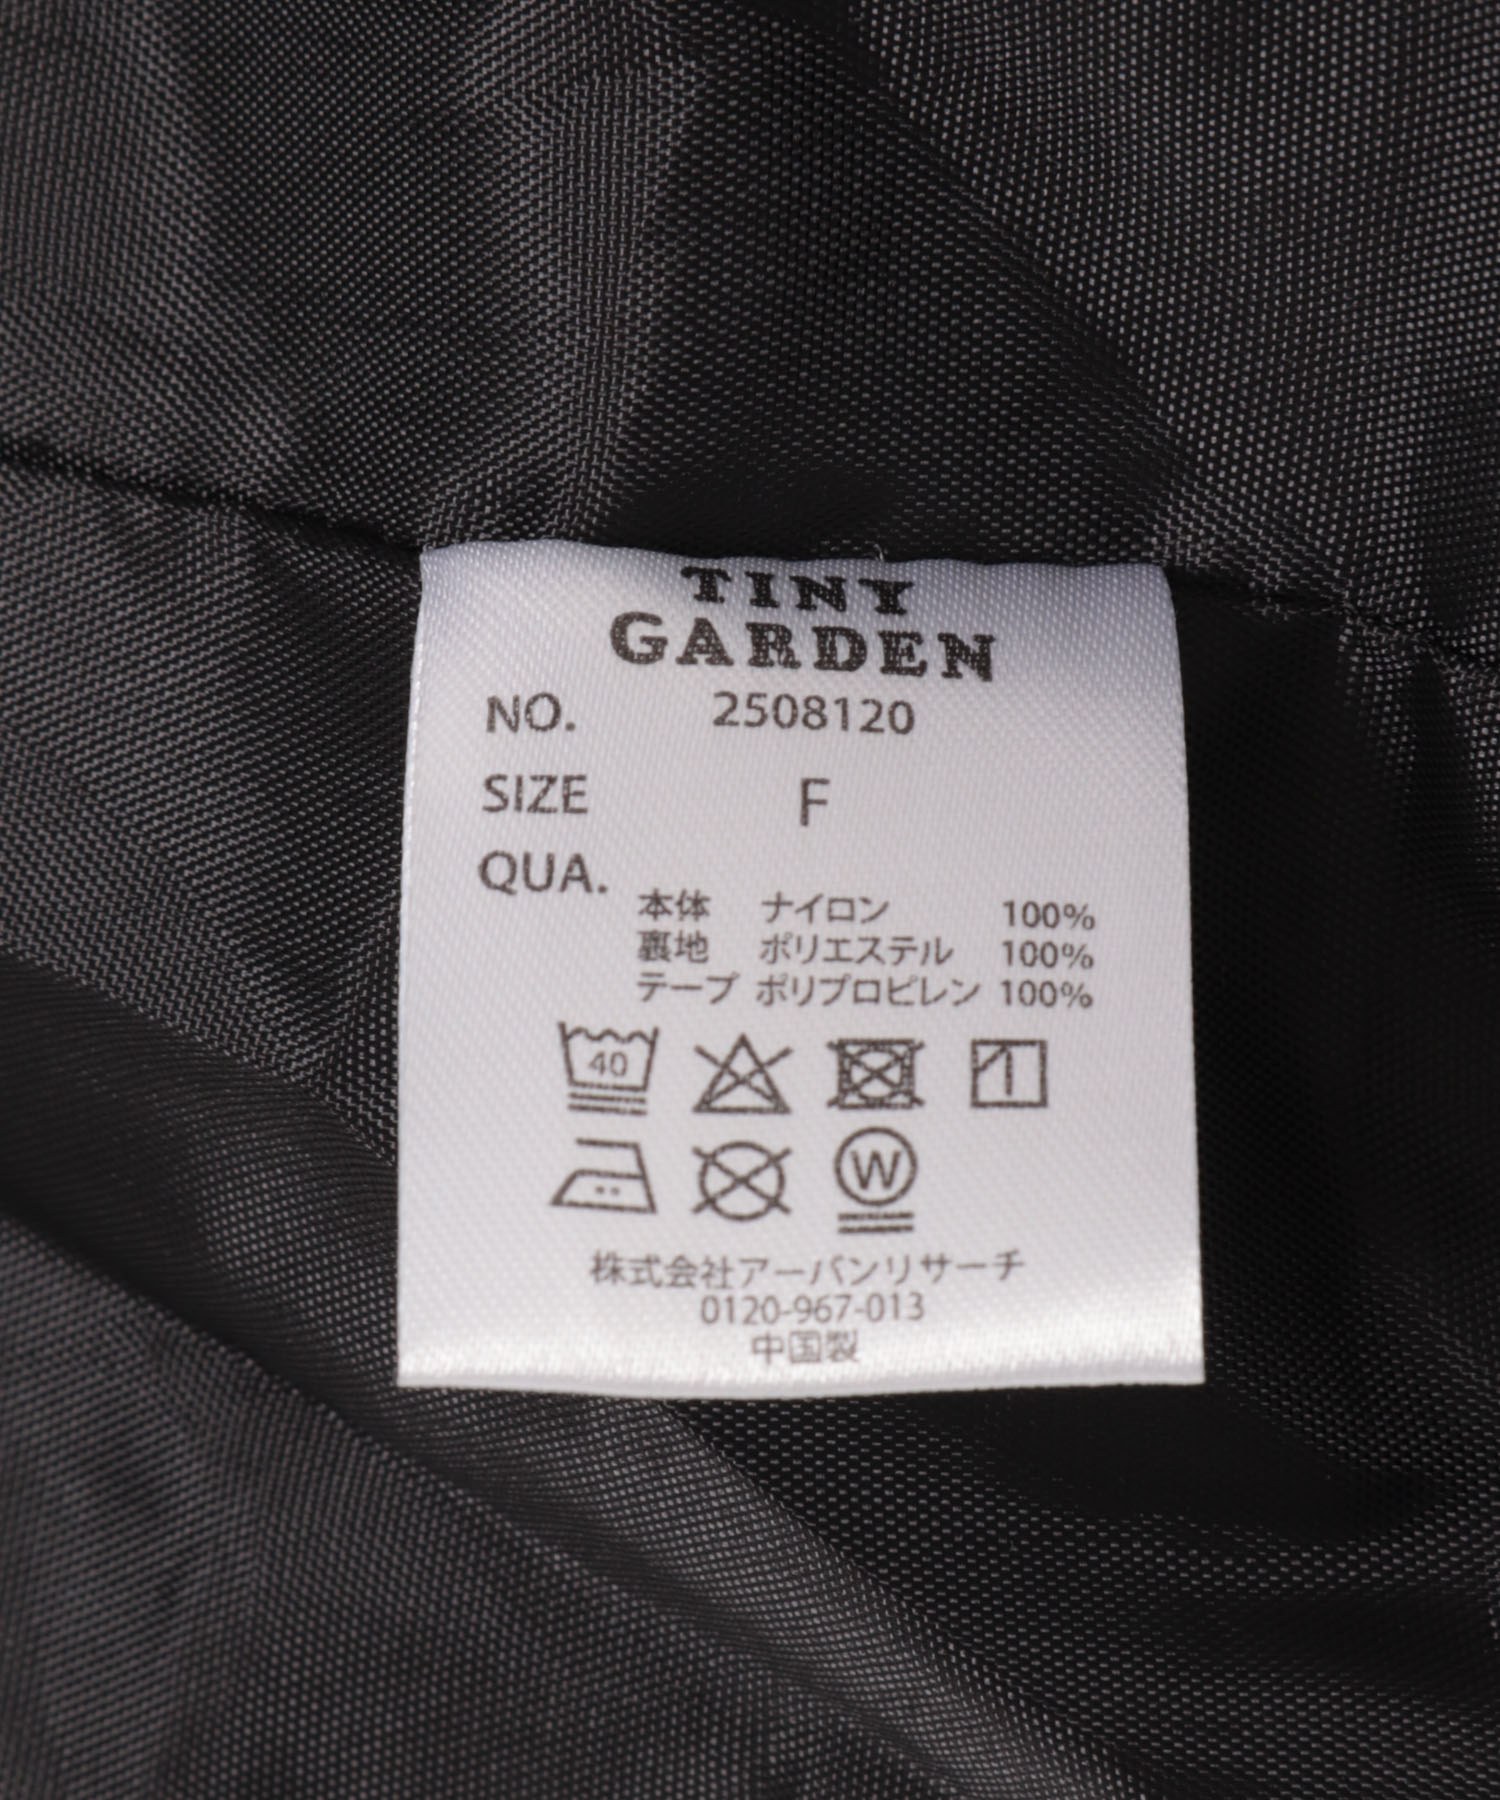 TINY
GARDEN
NO. 2508120
SIZE F
QUA.
本体 ナイロン 100%
裏地 ポリエステル 100%
テープ ポリプロピレン 100%
40
W
株式会社アーバンリサーチ
0120-967-013
中国製